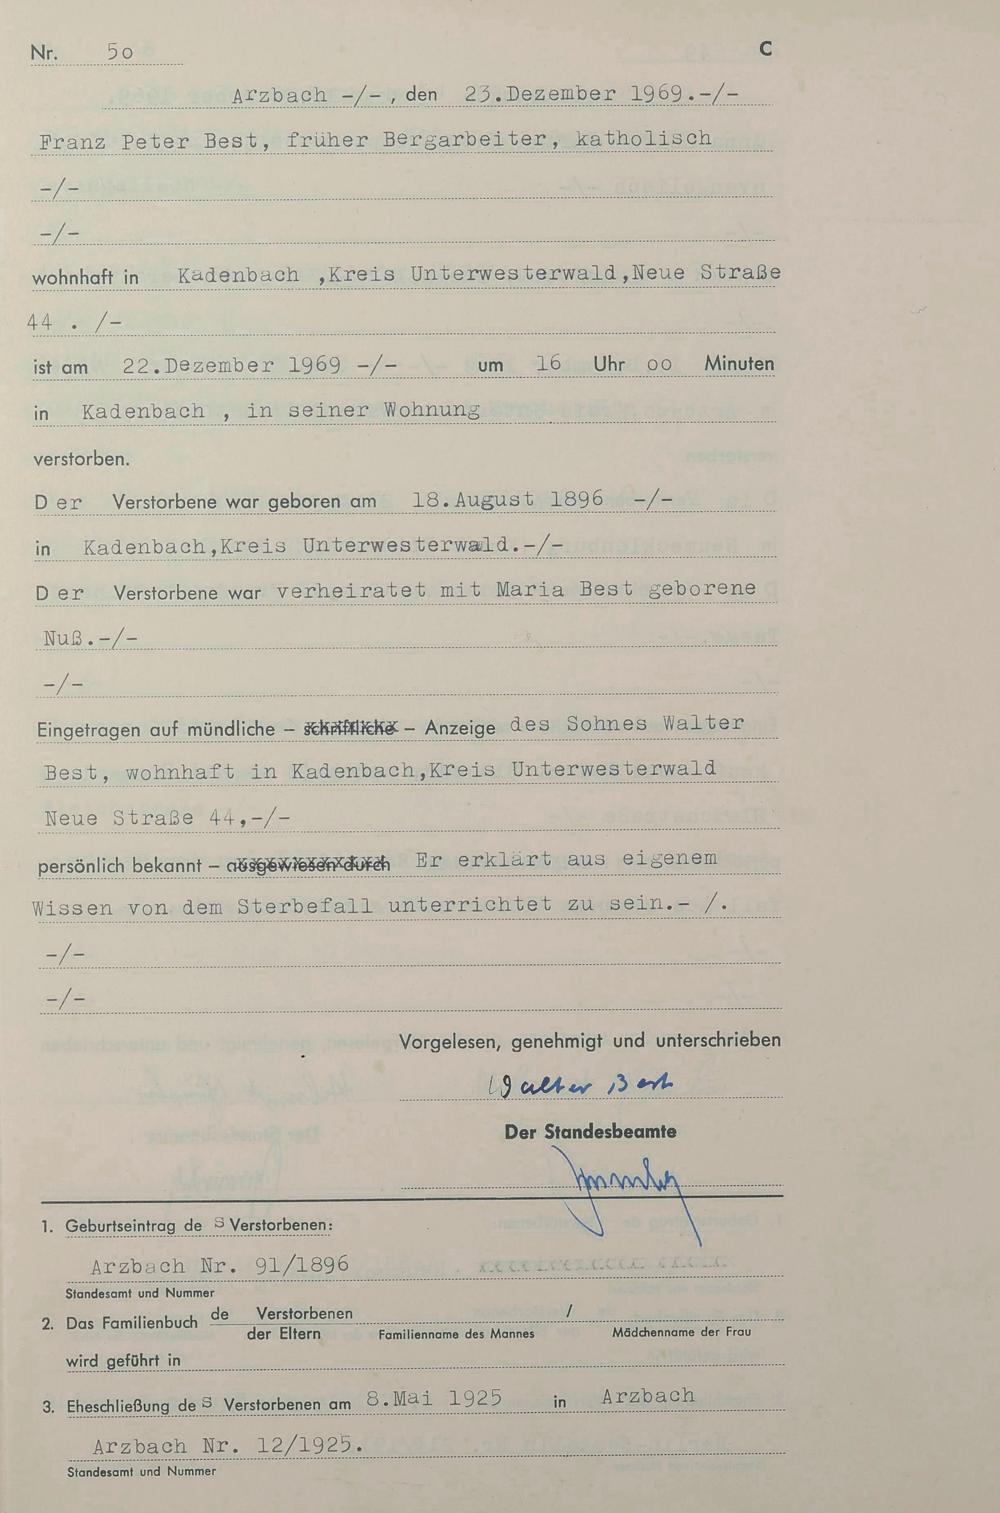 Nr. 50 C
Arzbach -/- , den 23.Dezember 1969.-/-
Franz Peter Best, früher Bergarbeiter, katholisch
-/-
-/-
wohnhaft in Kadenbach ,Kreis Unterwesterwald,Neue Straße
44 . /-
ist am 22.Dezember 1969 -/- um 16 Uhr oo Minuten
in Kadenbach , in seiner Wohnung
verstorben.
Der Verstorbene war geboren am 18.August 1896 -/-
in Kadenbach,Kreis Unterwesterwald.-/-
Der Verstorbene war verheiratet mit Maria Best geborene
Nuß.-/-
-/-
Eingetragen auf mündliche – schriftliche – Anzeige des Sohnes Walter
Best, wohnhaft in Kadenbach,Kreis Unterwesterwald
Neue Straße 44,-/-
persönlich bekannt – ausgewiesen durch Er erklärt aus eigenem
Wissen von dem Sterbefall unterrichtet zu sein.- /.
-/-
-/-
Vorgelesen, genehmigt und unterschrieben
Walter Best
Der Standesbeamte
1. Geburtseintrag de S Verstorbenen:
Arzbach Nr. 91/1896
Standesamt und Nummer
2. Das Familienbuch de Verstorbenen /
der Eltern Familienname des Mannes Mädchenname der Frau
wird geführt in
3. Eheschließung de S Verstorbenen am 8.Mai 1925 in Arzbach
Arzbach Nr. 12/1925.
Standesamt und Nummer